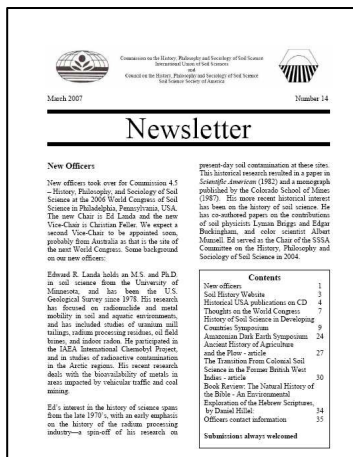 Commission on the History, Philosophy and Sociology of Soil Science
International Union of Soil Sciences
and
Council on the History, Philosophy and Sociology of Soil Science
Soil Science Society of America
March 2007
Number 14
Newsletter
New Officers
New officers took over for Commission 4.5
– History, Philosophy, and Sociology of Soil
Science at the 2006 World Congress of Soil
Science in Philadelphia, Pennsylvania, USA.
The new Chair is Ed Landa and the new
Vice-Chair is Christian Feller. We expect a
second Vice-Chair to be appointed soon,
probably from Australia as that is the site of
the next World Congress. Some background
on our new officers:
Edward R. Landa holds an M.S. and Ph.D.
in soil science from the University of
Minnesota, and has been the U.S.
Geological Survey since 1978. His research
has focused on radionuclide and metal
mobility in soil and aquatic environments,
and has included studies of uranium mill
tailings, radium processing residues, oil field
brines, and indoor radon. He participated in
the IAEA International Chernobyl Project,
and in studies of radioactive contamination
in the Arctic regions. His recent research
deals with the bioavailability of metals in
areas impacted by vehicular traffic and coal
mining.
Ed's interest in the history of science spans
from the late 1970's, with an early emphasis
on the history of the radium processing
industry—a spin-off of his research on
present-day soil contamination at these sites.
This historical research resulted in a paper in
Scientific American (1982) and a monograph
published by the Colorado School of Mines
(1987). His more recent historical interest
has been on the history of soil science. He
has co-authored papers on the contributions
of soil physicists Lyman Briggs and Edgar
Buckingham, and color scientist Albert
Munsell. Ed served as the Chair of the SSSA
Committee on the History, Philosophy and
Sociology of Soil Science in 2004.
Contents
New officers 1
Soil History Website 3
Historical USA publications on CD 4
Thoughts on the World Congress 7
History of Soil Science in Developing
Countries Symposium 9
Amazonian Dark Earth Symposium 24
Ancient History of Agriculture
and the Plow - article 27
The Transition From Colonial Soil
Science in the Former British West
Indies - article 30
Book Review: The Natural History of
the Bible - An Environmental
Exploration of the Hebrew Scriptures,
by Daniel Hillel: 34
Officers contact information 35
Submissions always welcomed